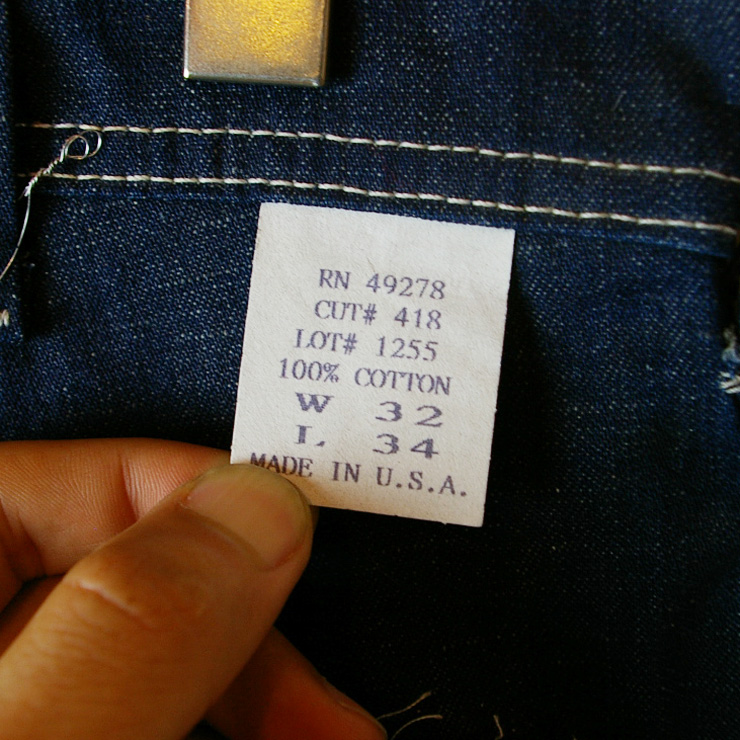 RN 49278
CUT# 418
LOT# 1255
100% COTTON
W 32
L 34
MADE IN U.S.A.